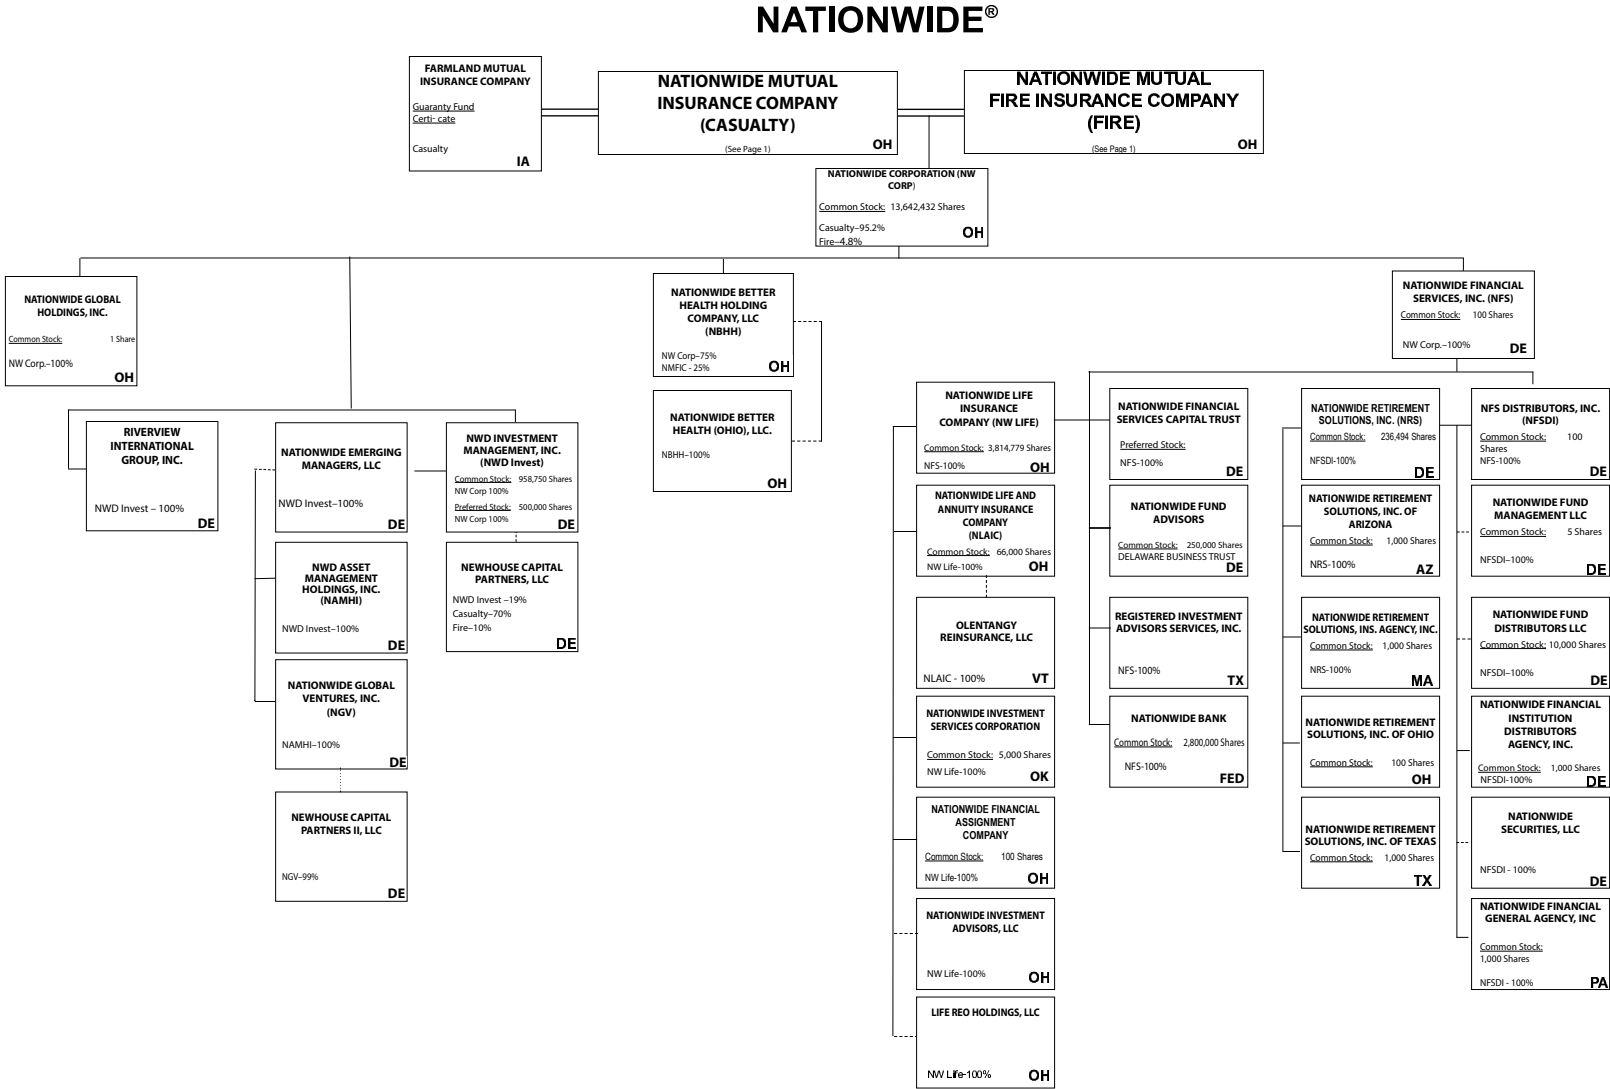 NATIONWIDE®
FARMLAND MUTUAL
INSURANCE COMPANY
Guaranty Fund
Certi- cate
Casualty
IA
NATIONWIDE MUTUAL
INSURANCE COMPANY
(CASUALTY)
(See Page 1)
OH
NATIONWIDE MUTUAL
FIRE INSURANCE COMPANY
(FIRE)
(See Page 1)
OH
NATIONWIDE CORPORATION (NW
CORP)
Common Stock: 13,642,432 Shares
Casualty–95.2%
Fire–4.8%
OH
NATIONWIDE GLOBAL
HOLDINGS, INC.
Common Stock: 1 Share
NW Corp.–100%
OH
NATIONWIDE BETTER
HEALTH HOLDING
COMPANY, LLC
(NBHH)
NW Corp–75%
NMFIC - 25%
OH
NATIONWIDE BETTER
HEALTH (OHIO), LLC.
NBHH–100%
OH
NATIONWIDE FINANCIAL
SERVICES, INC. (NFS)
Common Stock: 100 Shares
NW Corp.–100%
DE
RIVERVIEW
INTERNATIONAL
GROUP, INC.
NWD Invest – 100%
DE
NATIONWIDE EMERGING
MANAGERS, LLC
NWD Invest–100%
DE
NWD ASSET
MANAGEMENT
HOLDINGS, INC.
(NAMHI)
NWD Invest–100%
DE
NATIONWIDE GLOBAL
VENTURES, INC.
(NGV)
NAMHI–100%
DE
NEWHOUSE CAPITAL
PARTNERS II, LLC
NGV–99%
DE
NWD INVESTMENT
MANAGEMENT, INC.
(NWD Invest)
Common Stock: 958,750 Shares
NW Corp 100%
Preferred Stock: 500,000 Shares
NW Corp 100%
DE
NEWHOUSE CAPITAL
PARTNERS, LLC
NWD Invest –19%
Casualty–70%
Fire–10%
DE
NATIONWIDE LIFE
INSURANCE
COMPANY (NW LIFE)
Common Stock: 3,814,779 Shares
NFS-100%
OH
NATIONWIDE LIFE AND
ANNUITY INSURANCE
COMPANY
(NLAIC)
Common Stock: 66,000 Shares
NW Life-100%
OH
OLENTANGY
REINSURANCE, LLC
NLAIC - 100%
VT
NATIONWIDE INVESTMENT
SERVICES CORPORATION
Common Stock: 5,000 Shares
NW Life-100%
OK
NATIONWIDE FINANCIAL
ASSIGNMENT
COMPANY
Common Stock: 100 Shares
NW Life-100%
OH
NATIONWIDE INVESTMENT
ADVISORS, LLC
NW Life-100%
OH
LIFE REO HOLDINGS, LLC
NW Life-100%
OH
NATIONWIDE FINANCIAL
SERVICES CAPITAL TRUST
Preferred Stock:
NFS-100%
DE
NATIONWIDE FUND
ADVISORS
Common Stock: 250,000 Shares
DELAWARE BUSINESS TRUST
DE
REGISTERED INVESTMENT
ADVISORS SERVICES, INC.
NFS-100%
TX
NATIONWIDE BANK
Common Stock: 2,800,000 Shares
NFS-100%
FED
NATIONWIDE RETIREMENT
SOLUTIONS, INC. (NRS)
Common Stock: 236,494 Shares
NFSDI-100%
DE
NATIONWIDE RETIREMENT
SOLUTIONS, INC. OF
ARIZONA
Common Stock: 1,000 Shares
NRS-100%
AZ
NATIONWIDE RETIREMENT
SOLUTIONS, INS. AGENCY, INC.
Common Stock: 1,000 Shares
NRS-100%
MA
NATIONWIDE RETIREMENT
SOLUTIONS, INC. OF OHIO
Common Stock: 100 Shares
OH
NATIONWIDE RETIREMENT
SOLUTIONS, INC. OF TEXAS
Common Stock: 1,000 Shares
TX
NFS DISTRIBUTORS, INC.
(NFSDI)
Common Stock: 100
Shares
NFS-100%
DE
NATIONWIDE FUND
MANAGEMENT LLC
Common Stock: 5 Shares
NFSDI–100%
DE
NATIONWIDE FUND
DISTRIBUTORS LLC
Common Stock: 10,000 Shares
NFSDI–100%
DE
NATIONWIDE FINANCIAL
INSTITUTION
DISTRIBUTORS
AGENCY, INC.
Common Stock: 1,000 Shares
NFSDI-100%
DE
NATIONWIDE
SECURITIES, LLC
NFSDI - 100%
DE
NATIONWIDE FINANCIAL
GENERAL AGENCY, INC
Common Stock:
1,000 Shares
NFSDI - 100%
PA